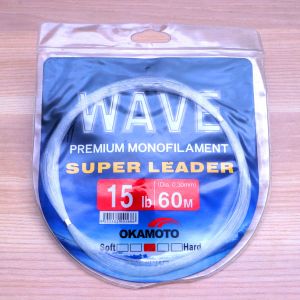 WAVE
PREMIUM MONOFILAMENT
SUPER LEADER
(Dia. 0,30mm)
15 lb 60M
OKAMOTO
Soft Hard